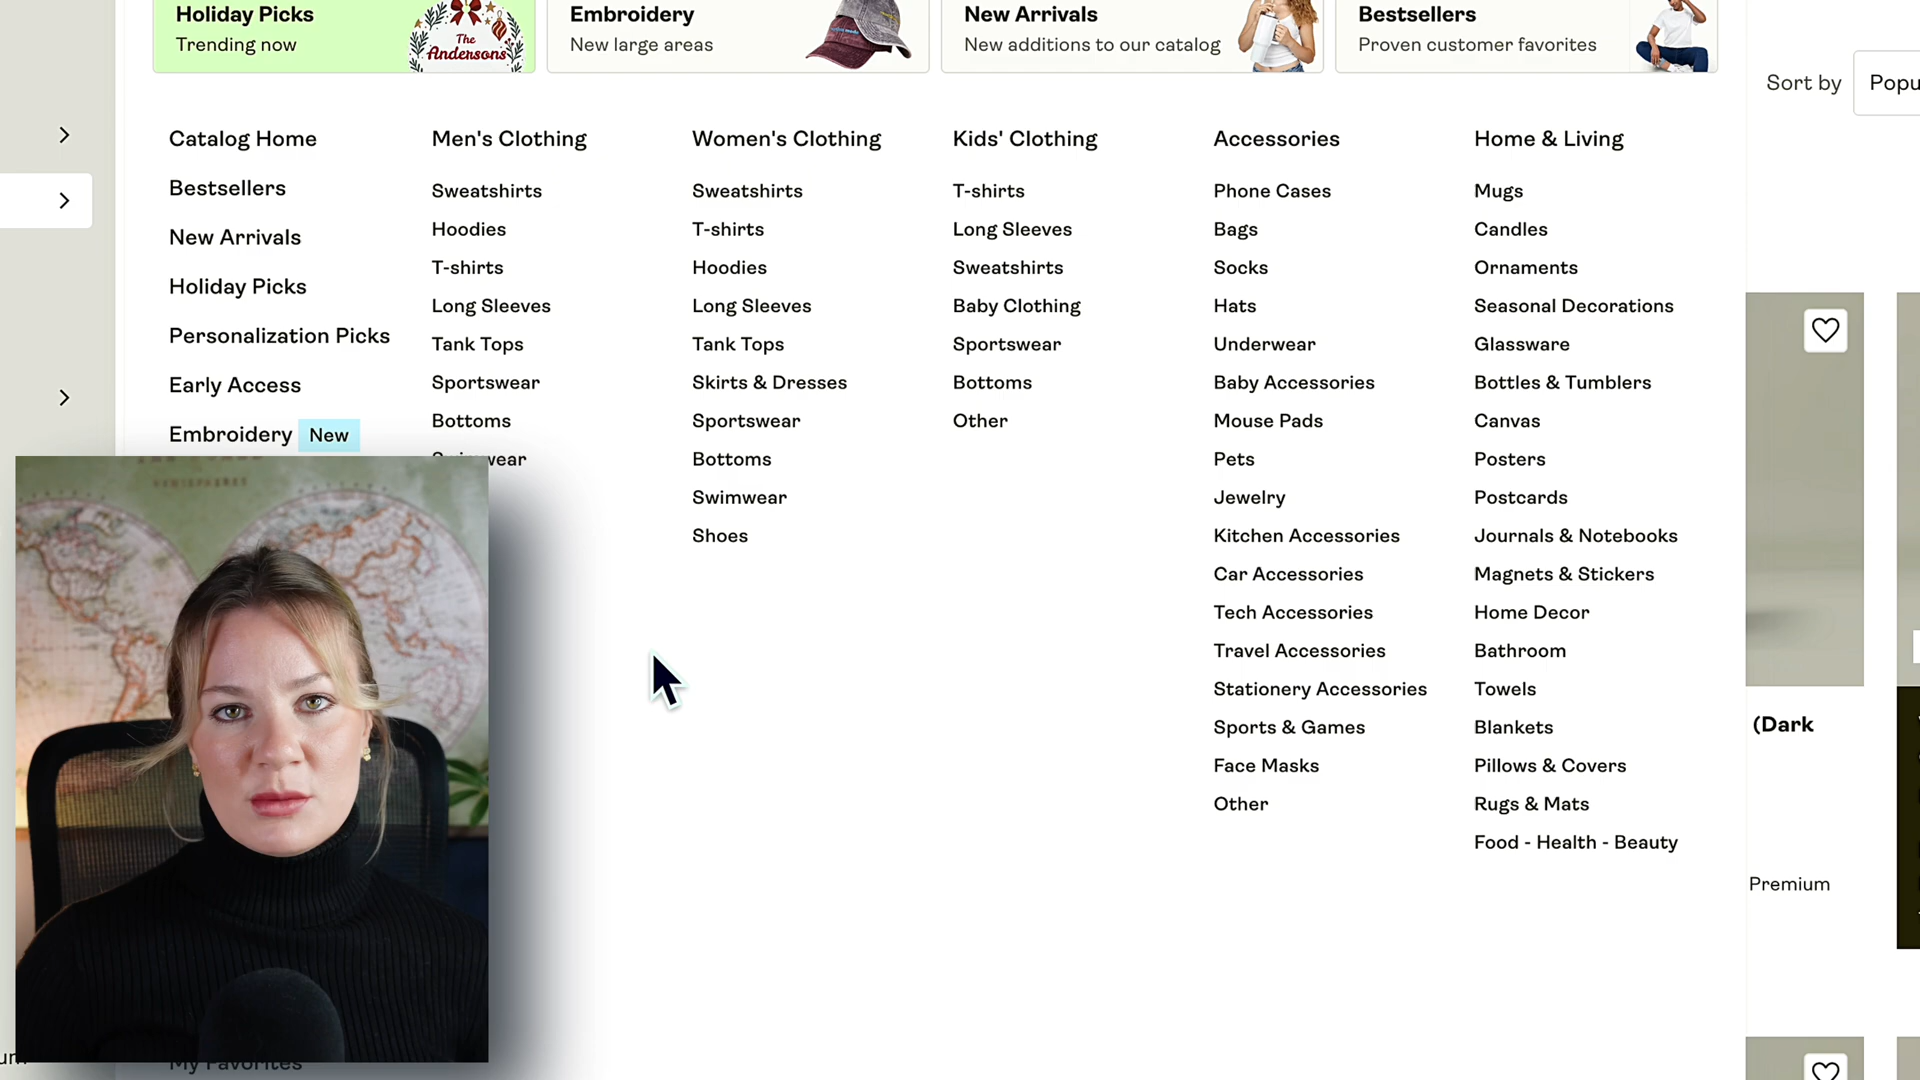 Holiday Picks
Trending now
The
Andersons
Embroidery
New large areas
New Arrivals
New additions to our catalog
Bestsellers
Proven customer favorites
Sort by
Popu
Catalog Home
Bestsellers
New Arrivals
Holiday Picks
Personalization Picks
Early Access
Embroidery New
Men's Clothing
Sweatshirts
Hoodies
T-shirts
Long Sleeves
Tank Tops
Sportswear
Bottoms
Swimwear
Women's Clothing
Sweatshirts
T-shirts
Hoodies
Long Sleeves
Tank Tops
Skirts & Dresses
Sportswear
Bottoms
Swimwear
Shoes
Kids' Clothing
T-shirts
Long Sleeves
Sweatshirts
Baby Clothing
Sportswear
Bottoms
Other
Accessories
Phone Cases
Bags
Socks
Hats
Underwear
Baby Accessories
Mouse Pads
Pets
Jewelry
Kitchen Accessories
Car Accessories
Tech Accessories
Travel Accessories
Stationery Accessories
Sports & Games
Face Masks
Other
Home & Living
Mugs
Candles
Ornaments
Seasonal Decorations
Glassware
Bottles & Tumblers
Canvas
Posters
Postcards
Journals & Notebooks
Magnets & Stickers
Home Decor
Bathroom
Towels
Blankets
Pillows & Covers
Rugs & Mats
Food - Health - Beauty
(Dark
Premium
My Favorites